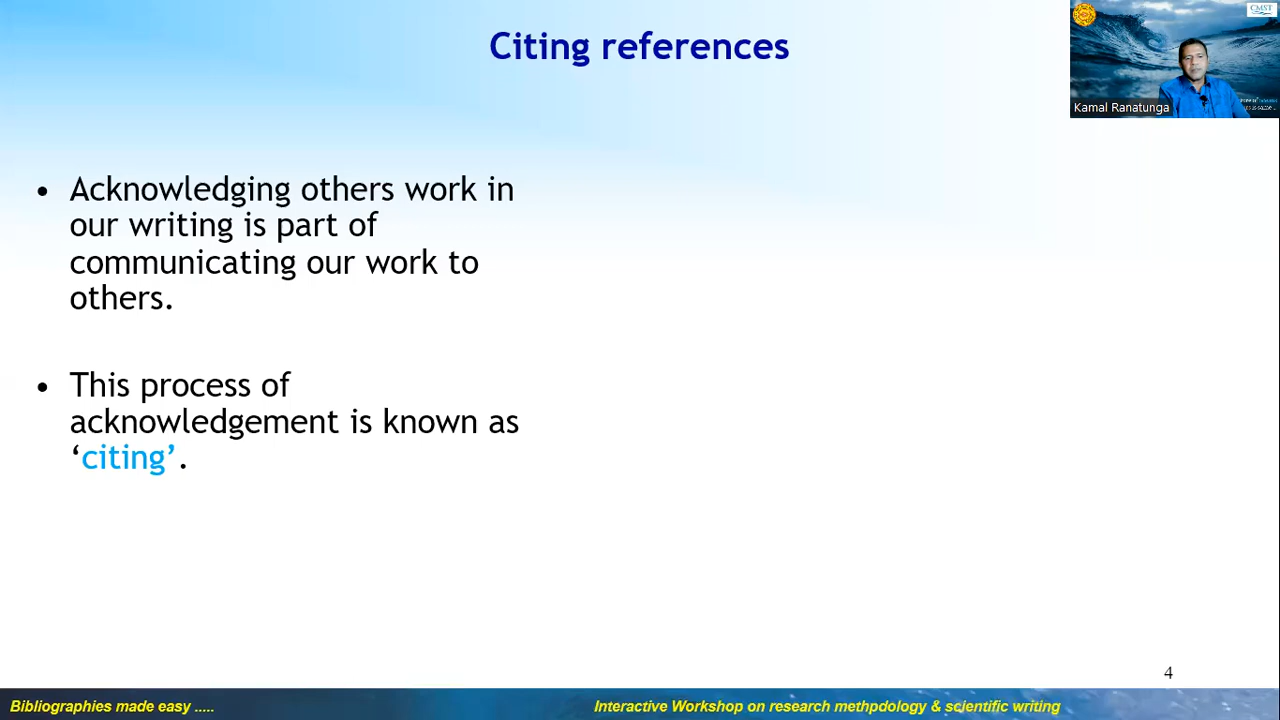 Citing references
CMST
Kamal Ranatunga
• Acknowledging others work in
our writing is part of
communicating our work to
others.
• This process of
acknowledgement is known as
‘citing’.
4
Bibliographies made easy .....
Interactive Workshop on research methpdology & scientific writing